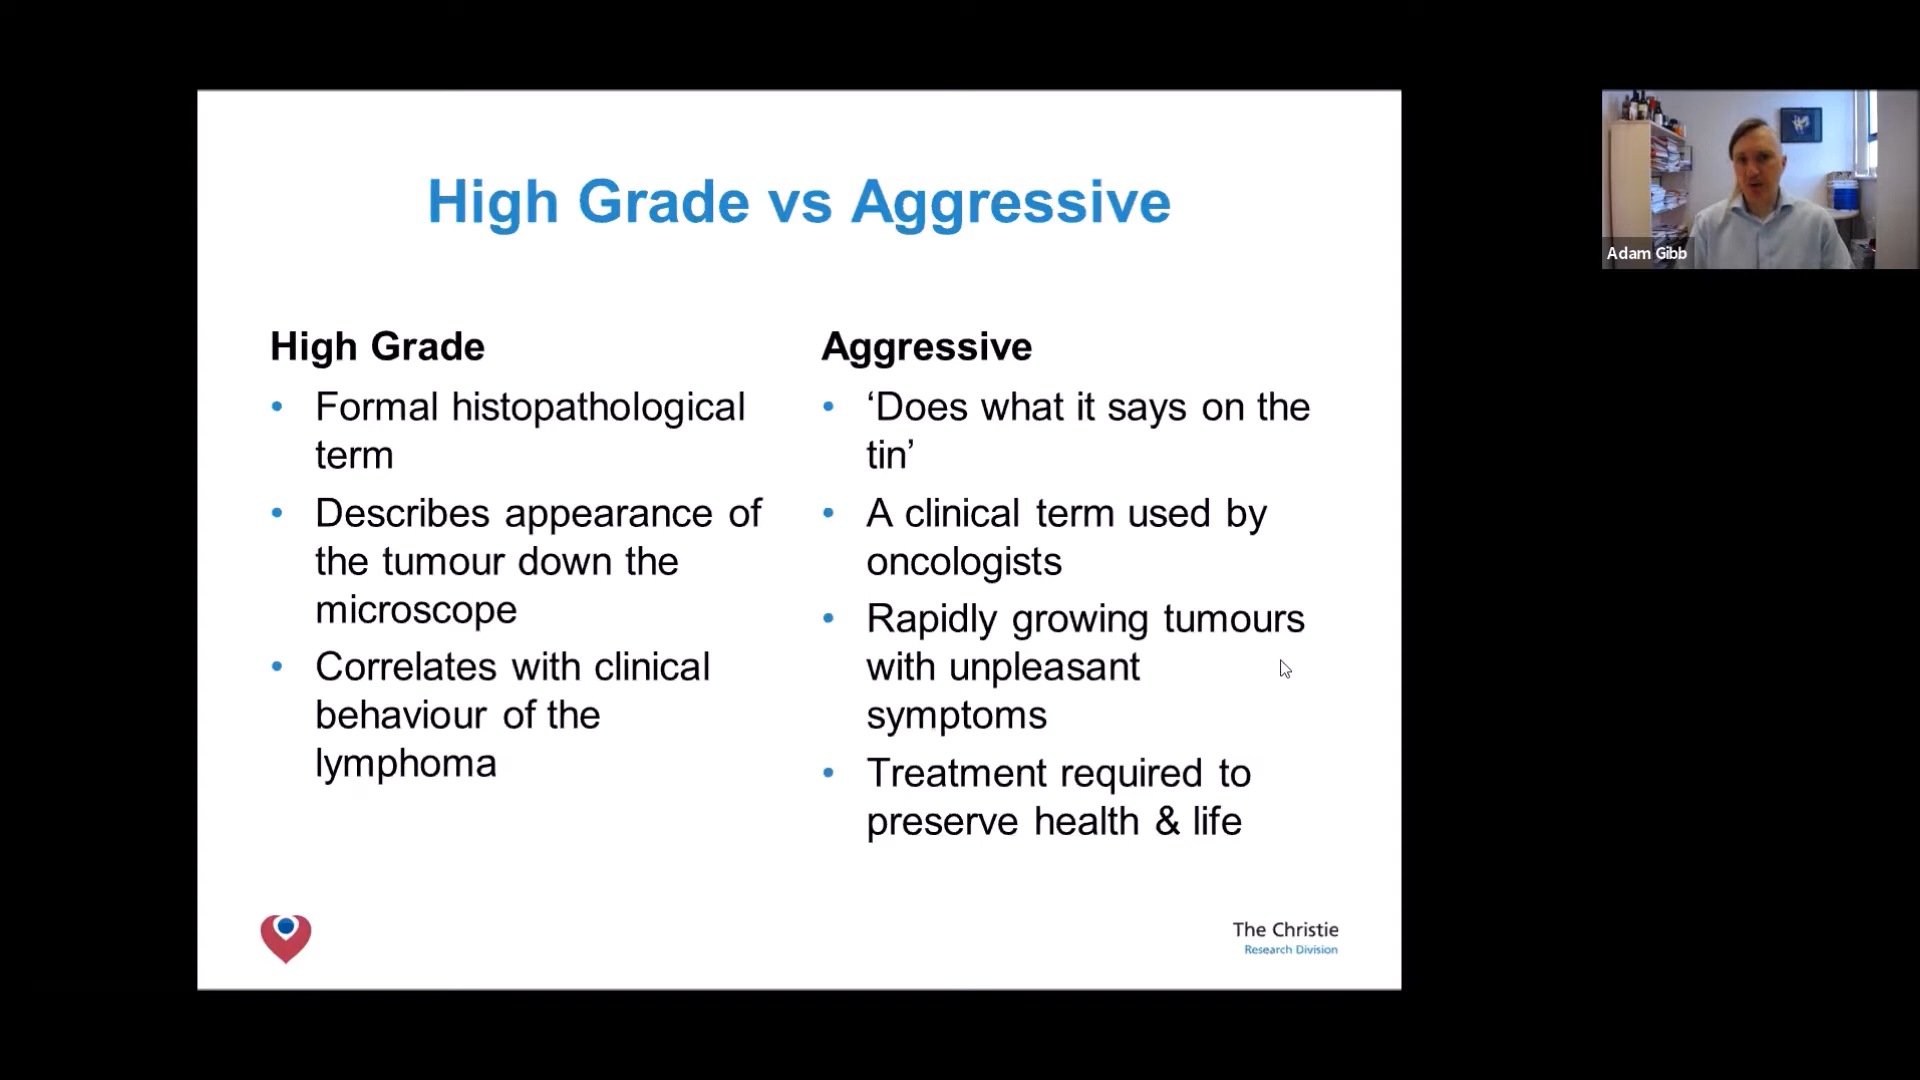 High Grade vs Aggressive
High Grade
• Formal histopathological
term
• Describes appearance of
the tumour down the
microscope
• Correlates with clinical
behaviour of the
lymphoma
Aggressive
• ‘Does what it says on the
tin’
• A clinical term used by
oncologists
• Rapidly growing tumours
with unpleasant
symptoms
• Treatment required to
preserve health & life
The Christie
Research Division
Adam Gibb